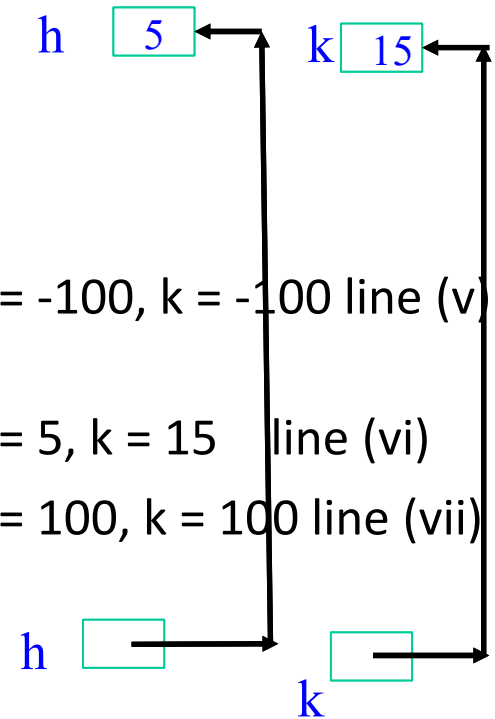 h 5 k 15
= -100, k = -100 line (v)
= 5, k = 15 line (vi)
= 100, k = 100 line (vii)
h
k